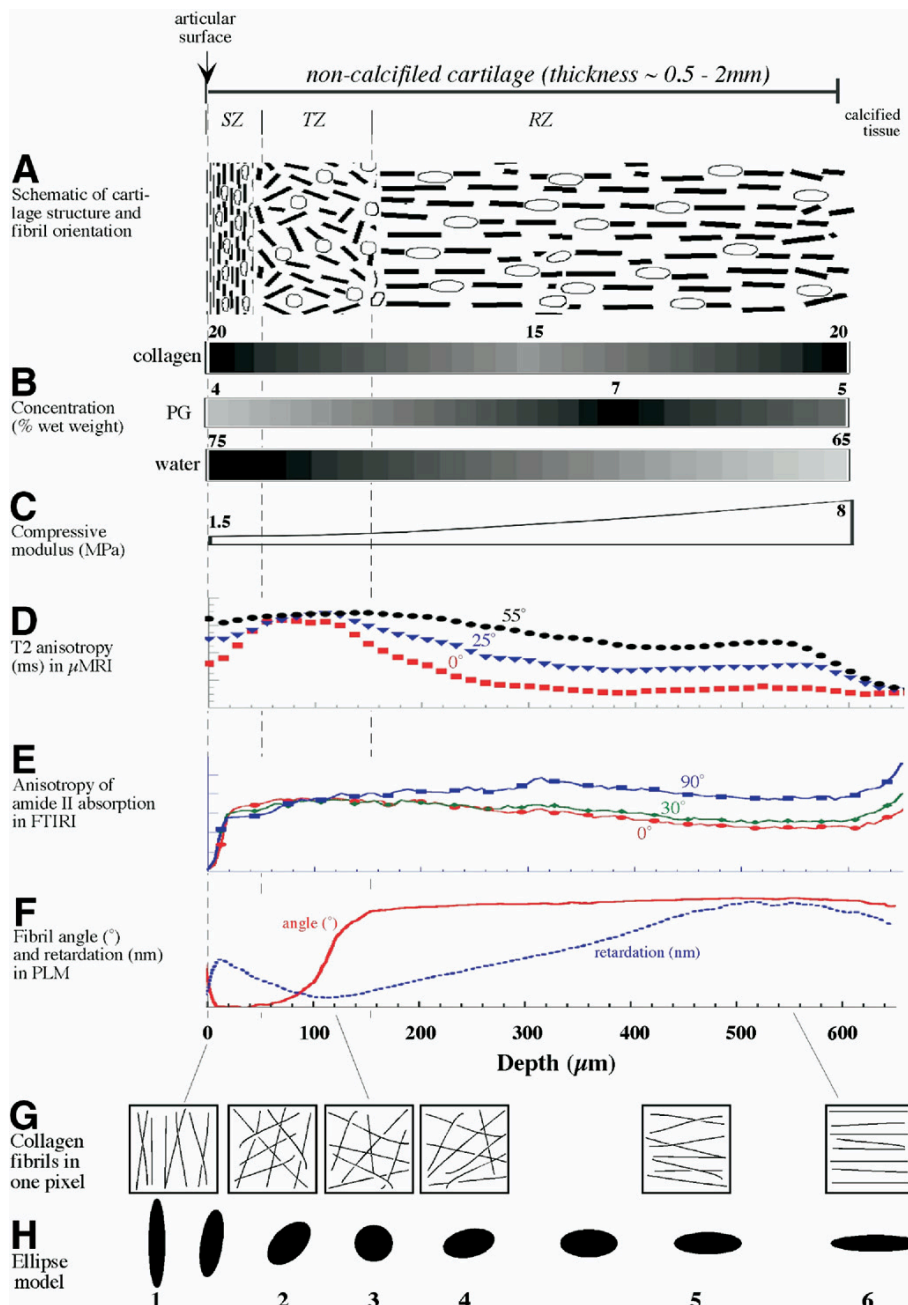 articular
surface
non-calcifiled cartilage (thickness ~ 0.5 - 2mm)
SZ TZ RZ
calcified
tissue
A
Schematic of carti-
lage structure and
fibril orientation
20 15 20
collagen
B
4 7 5
Concentration
(% wet weight)
PG
75 65
water
C
1.5 8
Compressive
modulus (MPa)
D
T2 anisotropy
(ms) in μMRI
55°
25°
0°
E
Anisotropy of
amide II absorption
in FTIRI
90°
30°
0°
F
Fibril angle (°)
and retardation (nm)
in PLM
angle (°)
retardation (nm)
0 100 200 300 400 500 600
Depth (μm)
G
Collagen
fibrils in
one pixel
H
Ellipse
model
1 2 3 4 5 6